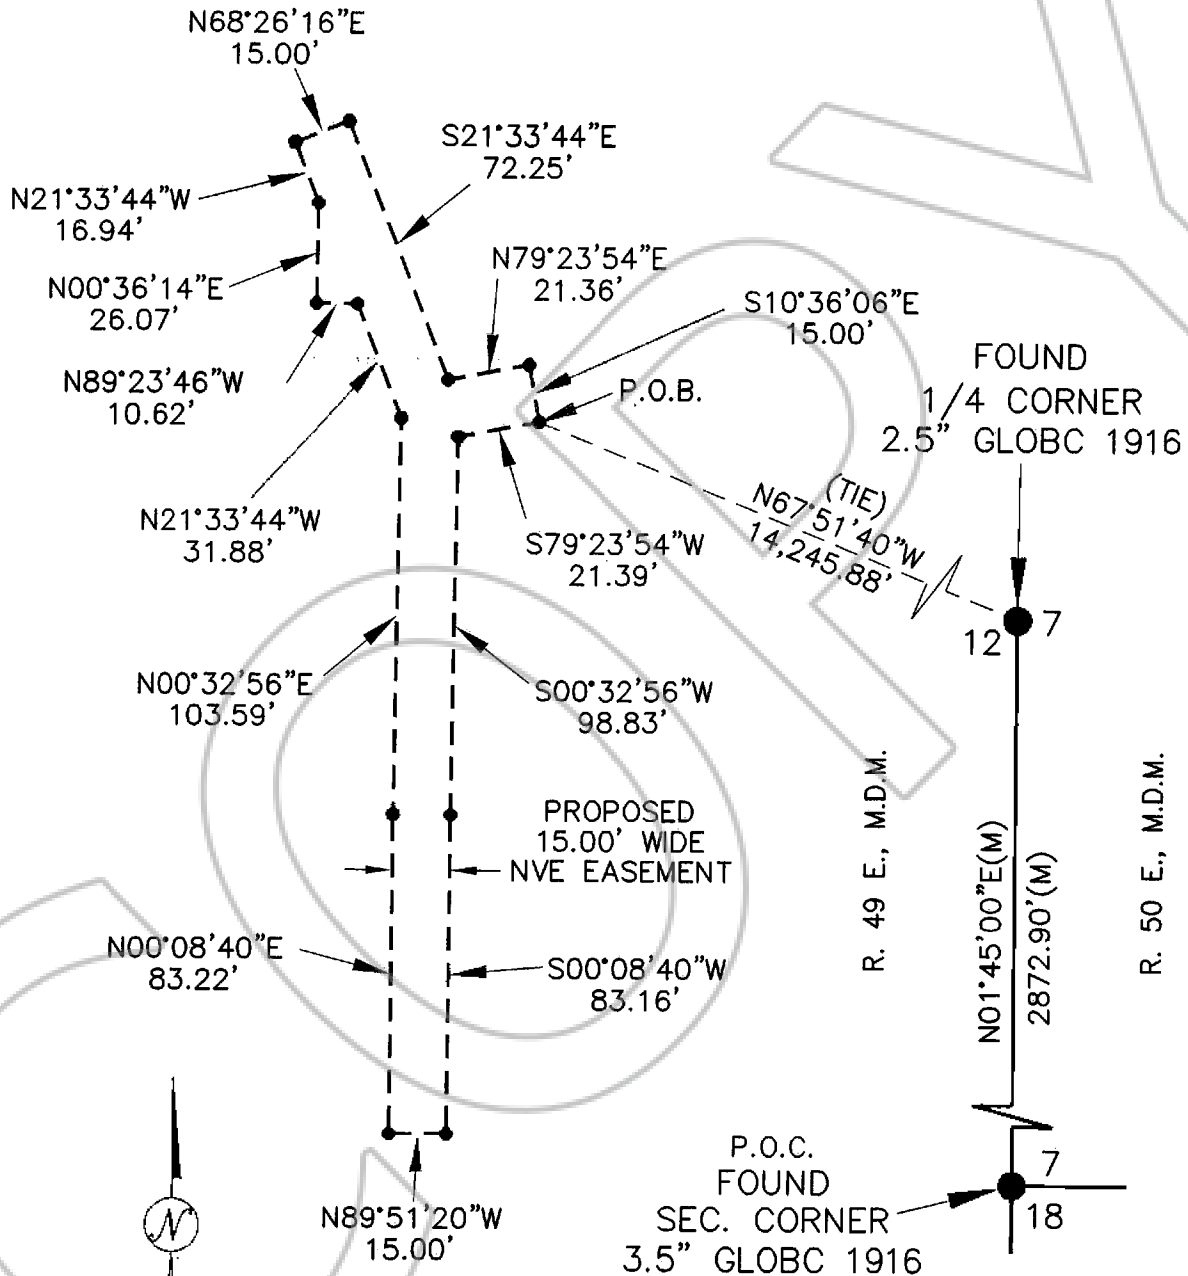 N68°26'16"E
15.00'
S21°33'44"E
72.25'
N21°33'44"W
16.94'
N79°23'54"E
21.36'
N00°36'14"E
26.07'
S10°36'06"E
15.00'
FOUND
1/4 CORNER
2.5" GLOBC 1916
N89°23'46"W
10.62'
P.O.B.
(TIE)
N67°51'40"W
14,245.88'
N21°33'44"W
31.88'
S79°23'54"W
21.39'
12
7
N00°32'56"E
103.59'
S00°32'56"W
98.83'
R. 49 E., M.D.M.
R. 50 E., M.D.M.
PROPOSED
15.00' WIDE
NVE EASEMENT
N01°45'00"E(M)
2872.90'(M)
N00°08'40"E
83.22'
S00°08'40"W
83.16'
P.O.C.
FOUND
SEC. CORNER
3.5" GLOBC 1916
7
18
N89°51'20"W
15.00'
N
COPY